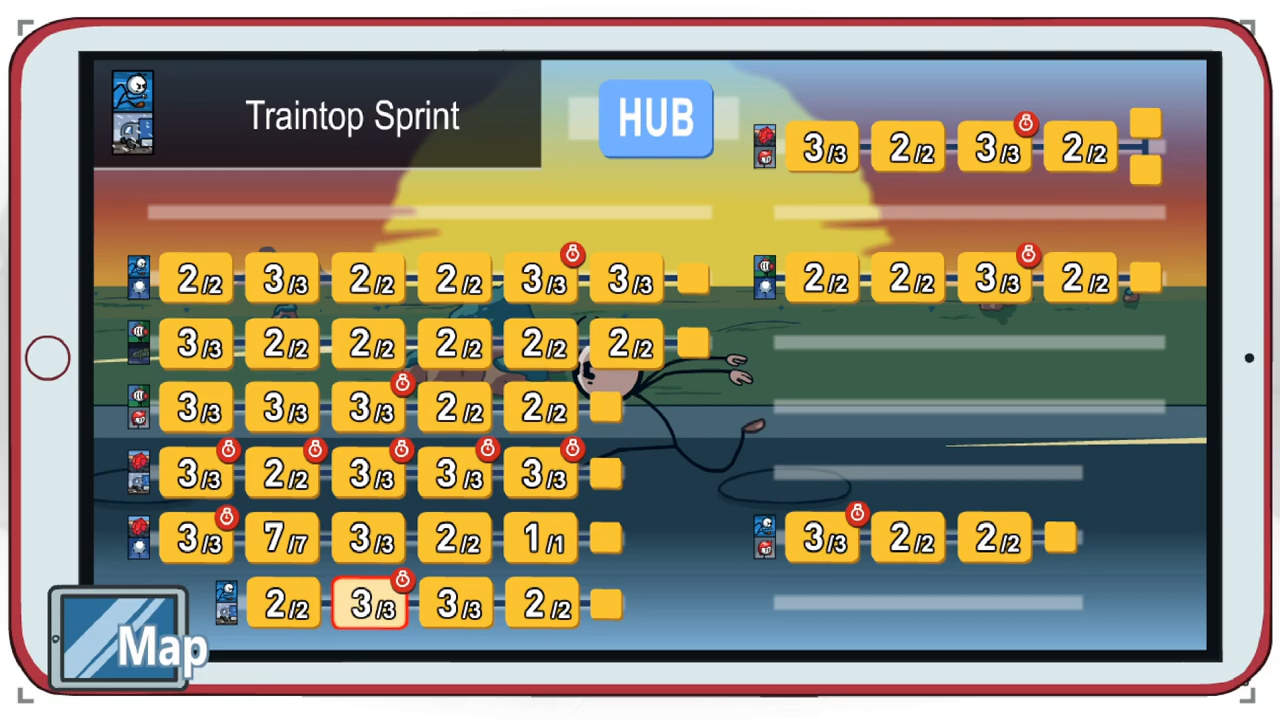 Traintop Sprint
HUB
3/3 2/2 3/3 2/2
2/2 3/3 2/2 2/2 3/3 3/3
2/2 2/2 3/3 2/2
3/3 2/2 2/2 2/2 2/2 2/2
3/3 3/3 3/3 2/2 2/2
3/3 2/2 3/3 3/3 3/3
3/3 7/7 3/3 2/2 1/1
3/3 2/2 2/2
2/2 3/3 3/3 2/2
Map